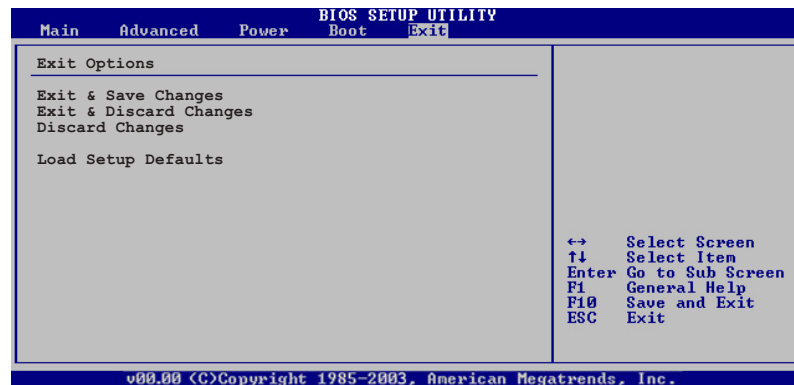 BIOS SETUP UTILITY
Main Advanced Power Boot Exit
Exit Options
Exit & Save Changes
Exit & Discard Changes
Discard Changes
Load Setup Defaults
←→ Select Screen
↑↓ Select Item
Enter Go to Sub Screen
F1 General Help
F10 Save and Exit
ESC Exit
v00.00 (C)Copyright 1985-2003, American Megatrends, Inc.